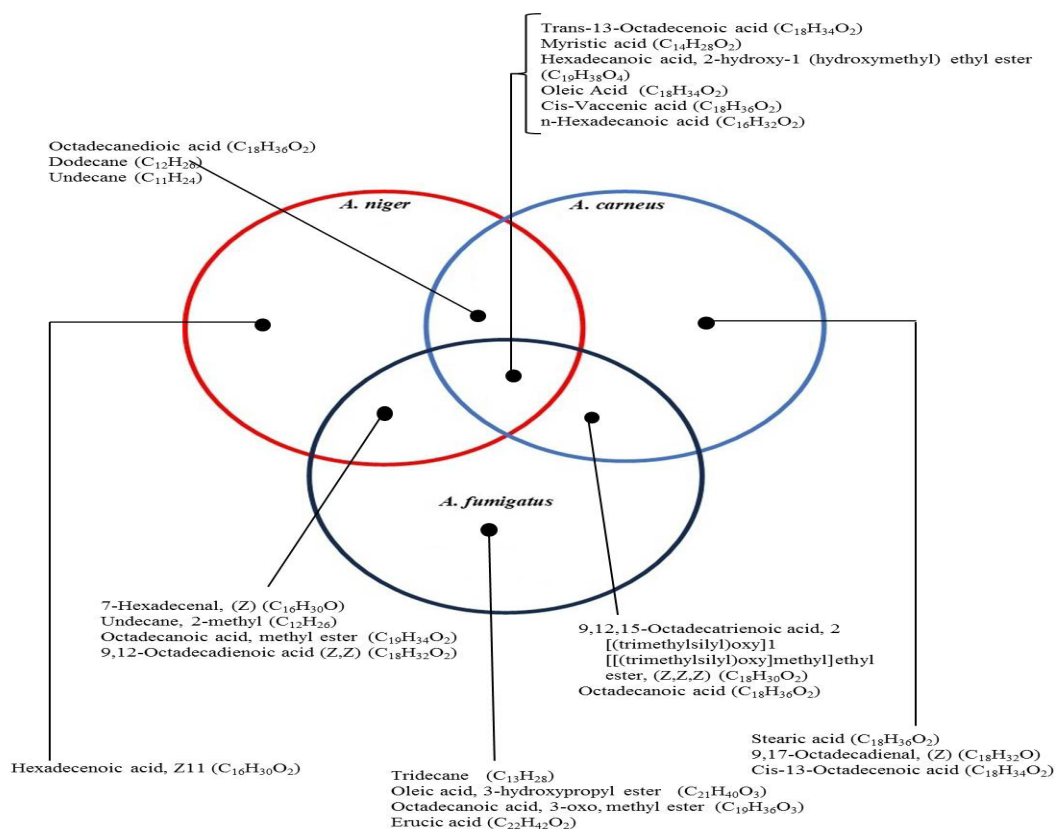 Trans-13-Octadecenoic acid (C₁₈H₃₄O₂)
Myristic acid (C₁₄H₂₈O₂)
Hexadecanoic acid, 2-hydroxy-1 (hydroxymethyl) ethyl ester
(C₁₉H₃₈O₄)
Oleic Acid (C₁₈H₃₄O₂)
Cis-Vaccenic acid (C₁₈H₃₆O₂)
n-Hexadecanoic acid (C₁₆H₃₂O₂)
Octadecanedioic acid (C₁₈H₃₆O₂)
Dodecane (C₁₂H₂₆)
Undecane (C₁₁H₂₄)
A. niger
A. carneus
A. fumigatus
7-Hexadecenal, (Z) (C₁₆H₃₀O)
Undecane, 2-methyl (C₁₂H₂₆)
Octadecanoic acid, methyl ester (C₁₉H₃₄O₂)
9,12-Octadecadienoic acid (Z,Z) (C₁₈H₃₂O₂)
9,12,15-Octadecatrienoic acid, 2
[(trimethylsilyl)oxy]1
[[(trimethylsilyl)oxy]methyl]ethyl
ester, (Z,Z,Z) (C₁₈H₃₀O₂)
Octadecanoic acid (C₁₈H₃₆O₂)
Stearic acid (C₁₈H₃₆O₂)
9,17-Octadecadienal, (Z) (C₁₈H₃₂O)
Cis-13-Octadecenoic acid (C₁₈H₃₄O₂)
Hexadecenoic acid, Z11 (C₁₆H₃₀O₂)
Tridecane (C₁₃H₂₈)
Oleic acid, 3-hydroxypropyl ester (C₂₁H₄₀O₃)
Octadecanoic acid, 3-oxo, methyl ester (C₁₉H₃₆O₃)
Erucic acid (C₂₂H₄₂O₂)